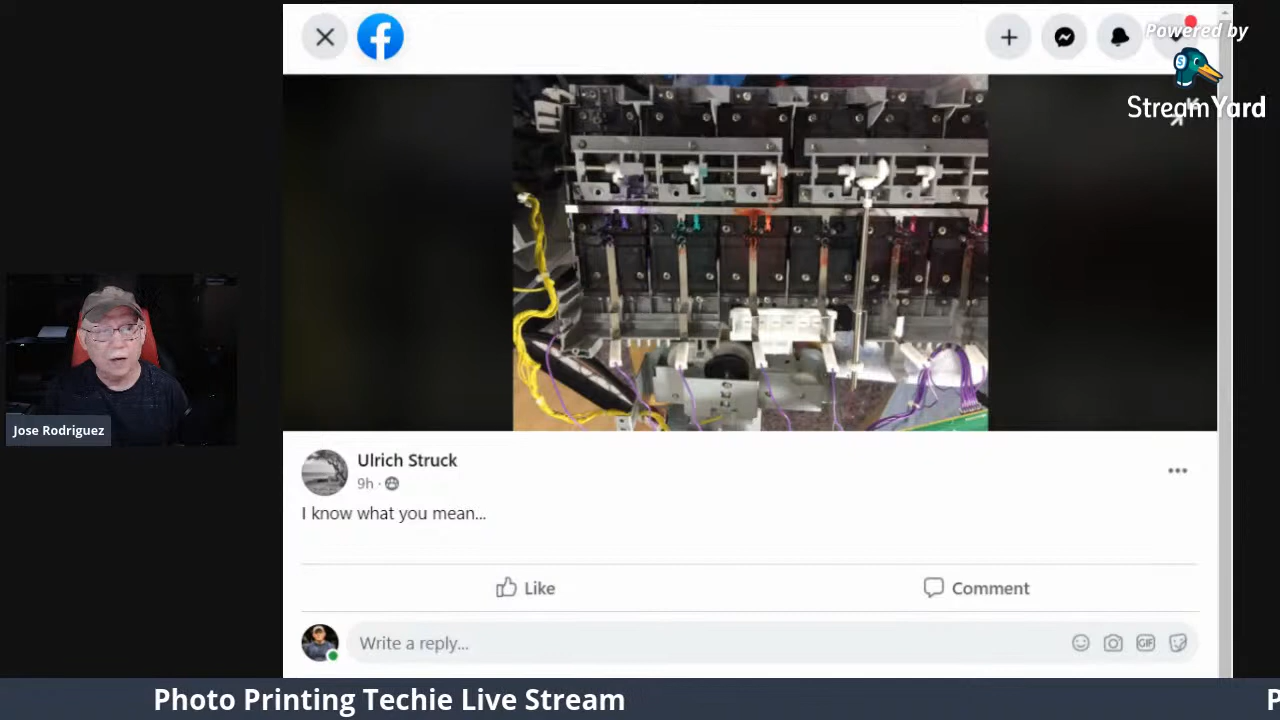 Powered by
S
StreamYard
Jose Rodriguez
Ulrich Struck
9h ·
I know what you mean...
Like
Comment
Write a reply...
GIF
Photo Printing Techie Live Stream
P